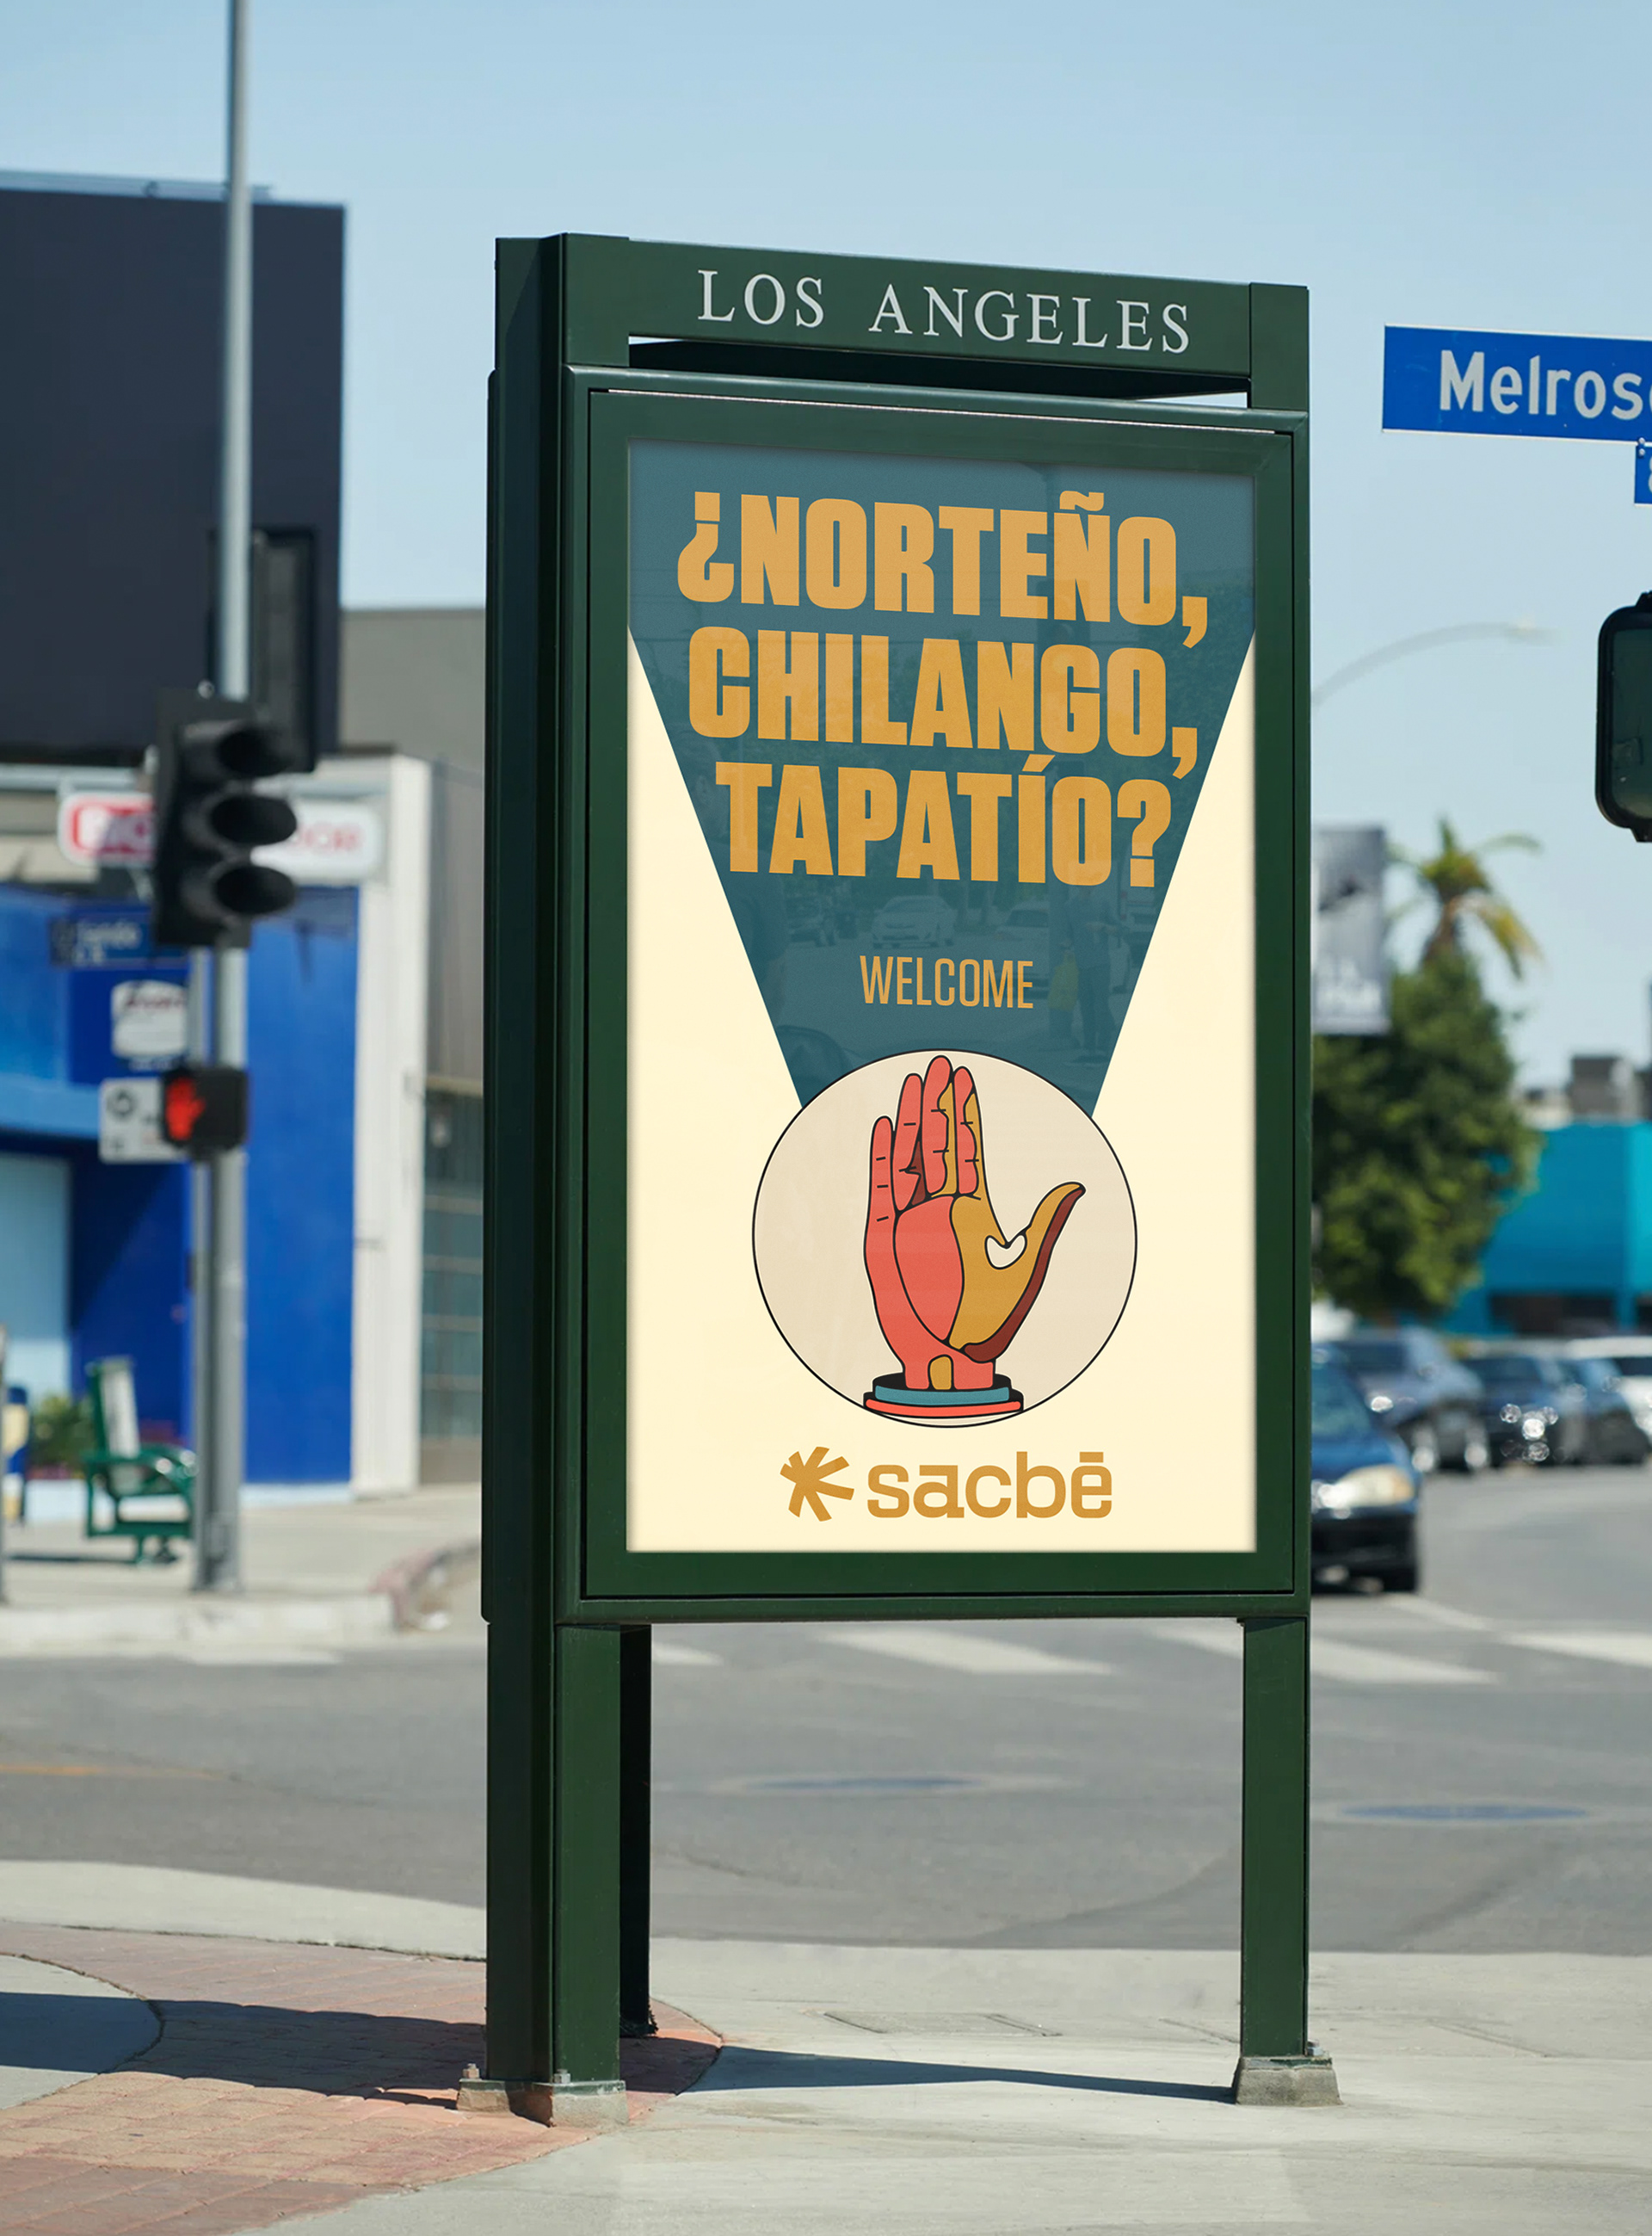 LOS ANGELES
Melros
¿NORTEÑO,
CHILANGO,
TAPATÍO?
WELCOME
sacbē